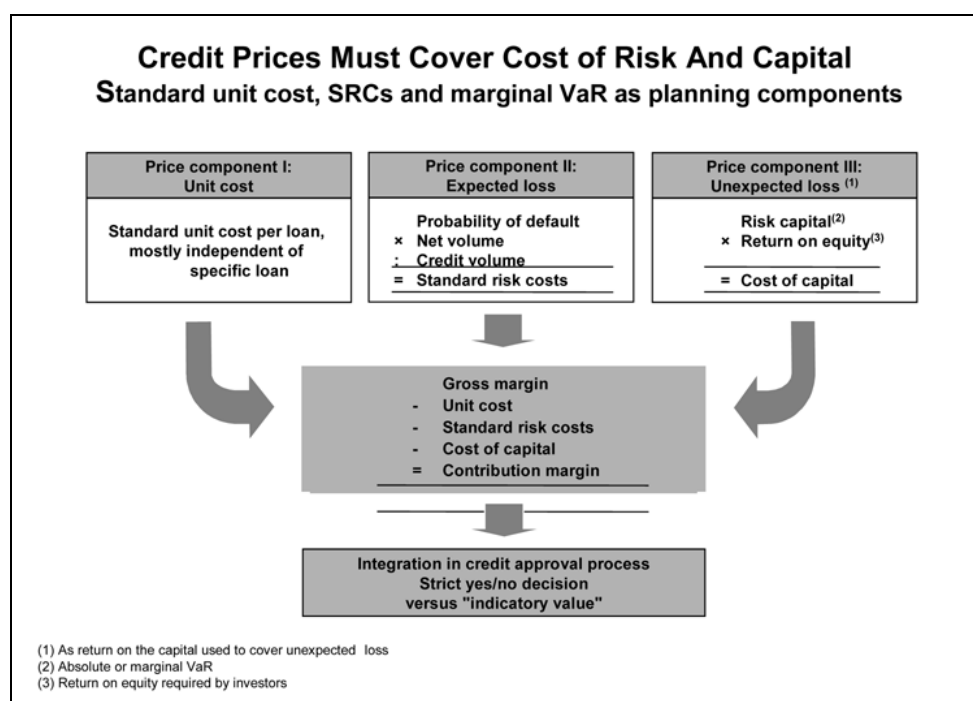 Credit Prices Must Cover Cost of Risk And Capital
Standard unit cost, SRCs and marginal VaR as planning components
Price component I:
Unit cost
Standard unit cost per loan,
mostly independent of
specific loan
Price component II:
Expected loss
Probability of default
× Net volume
: Credit volume
= Standard risk costs
Price component III:
Unexpected loss (1)
Risk capital(2)
× Return on equity(3)
= Cost of capital
Gross margin
- Unit cost
- Standard risk costs
- Cost of capital
= Contribution margin
Integration in credit approval process
Strict yes/no decision
versus "indicatory value"
(1) As return on the capital used to cover unexpected loss
(2) Absolute or marginal VaR
(3) Return on equity required by investors